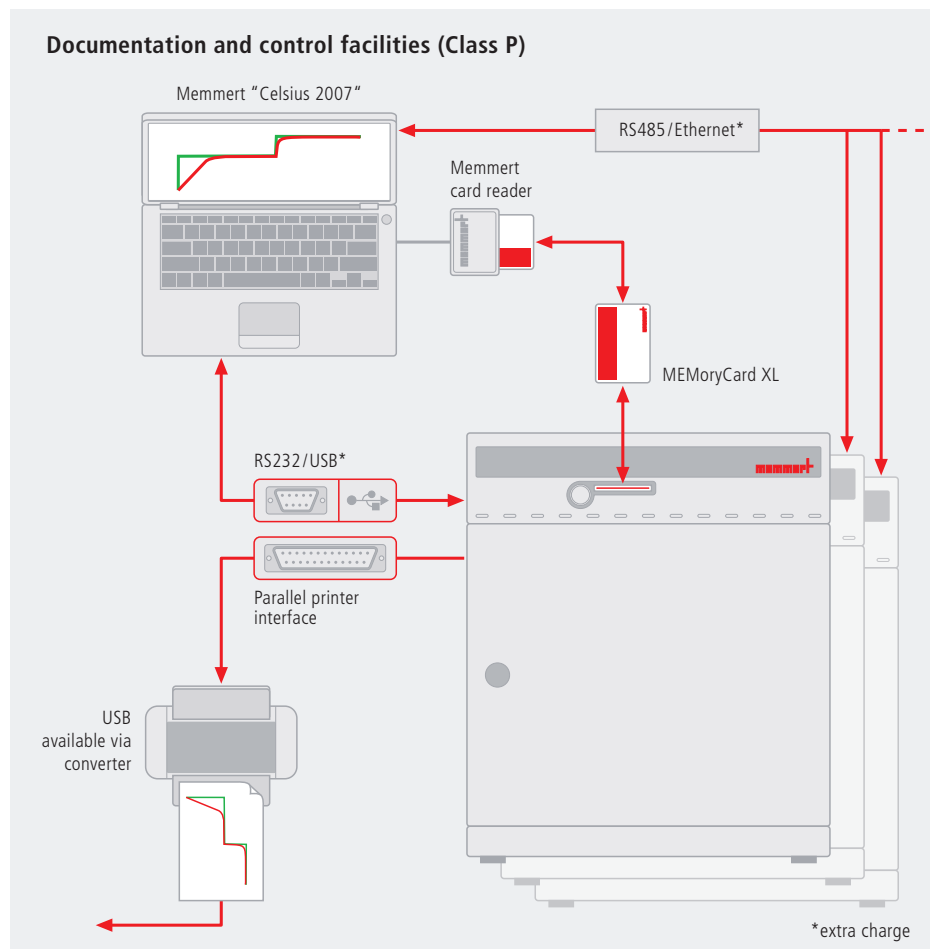 Documentation and control facilities (Class P)
Memmert “Celsius 2007“
RS485/Ethernet*
Memmert
card reader
memmert
MEMoryCard XL
RS232/USB*
memmert
Parallel printer
interface
USB
available via
converter
*extra charge